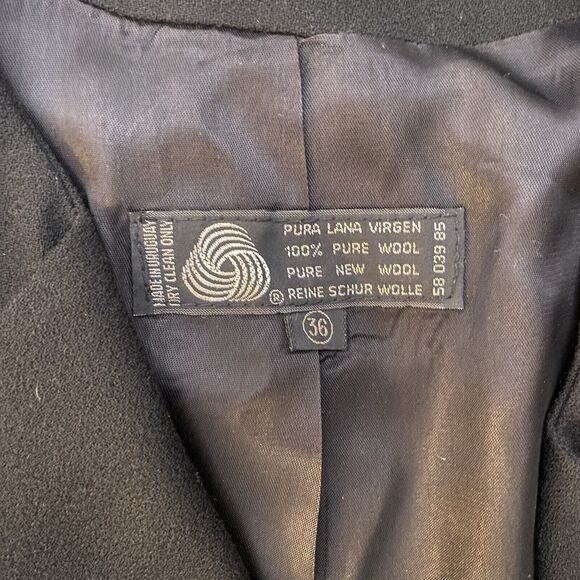 MADE IN URUGUAY
DRY CLEAN ONLY
PURA LANA VIRGEN
100% PURE WOOL
PURE NEW WOOL
® REINE SCHUR WOLLE
58 039 85
36